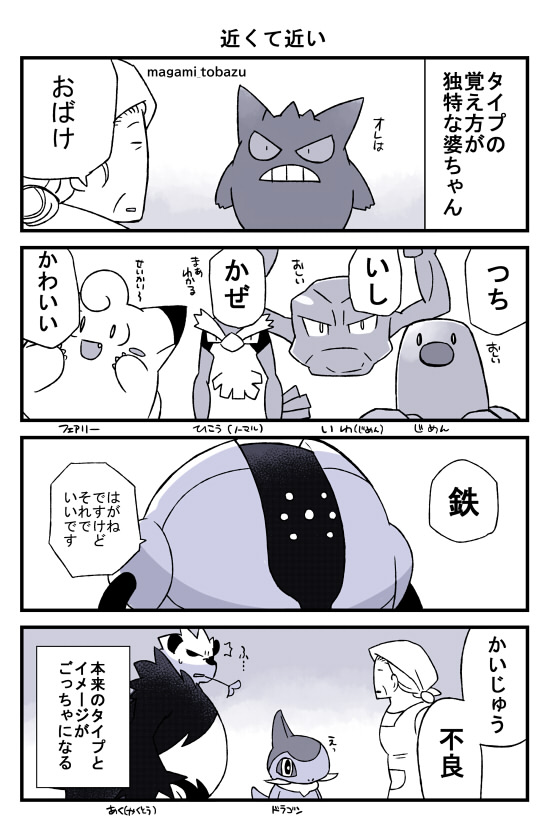 近くて近い
magami_tobazu
タイプの
覚え方が
独特な婆ちゃん
オレは
おばけ
つち
おしい
いし
おしい
かぜ
まぁ
わかる
かわいい
せいかい~
じめん
いわ(じめん)
ひこう(ノーマル)
フェアリー
鉄
はがね
ですけど
それで
いいです
かいじゅう
不良
えっ
ふ…
本来のタイプと
イメージが
ごっちゃになる
ドラゴン
あく(かくとう)